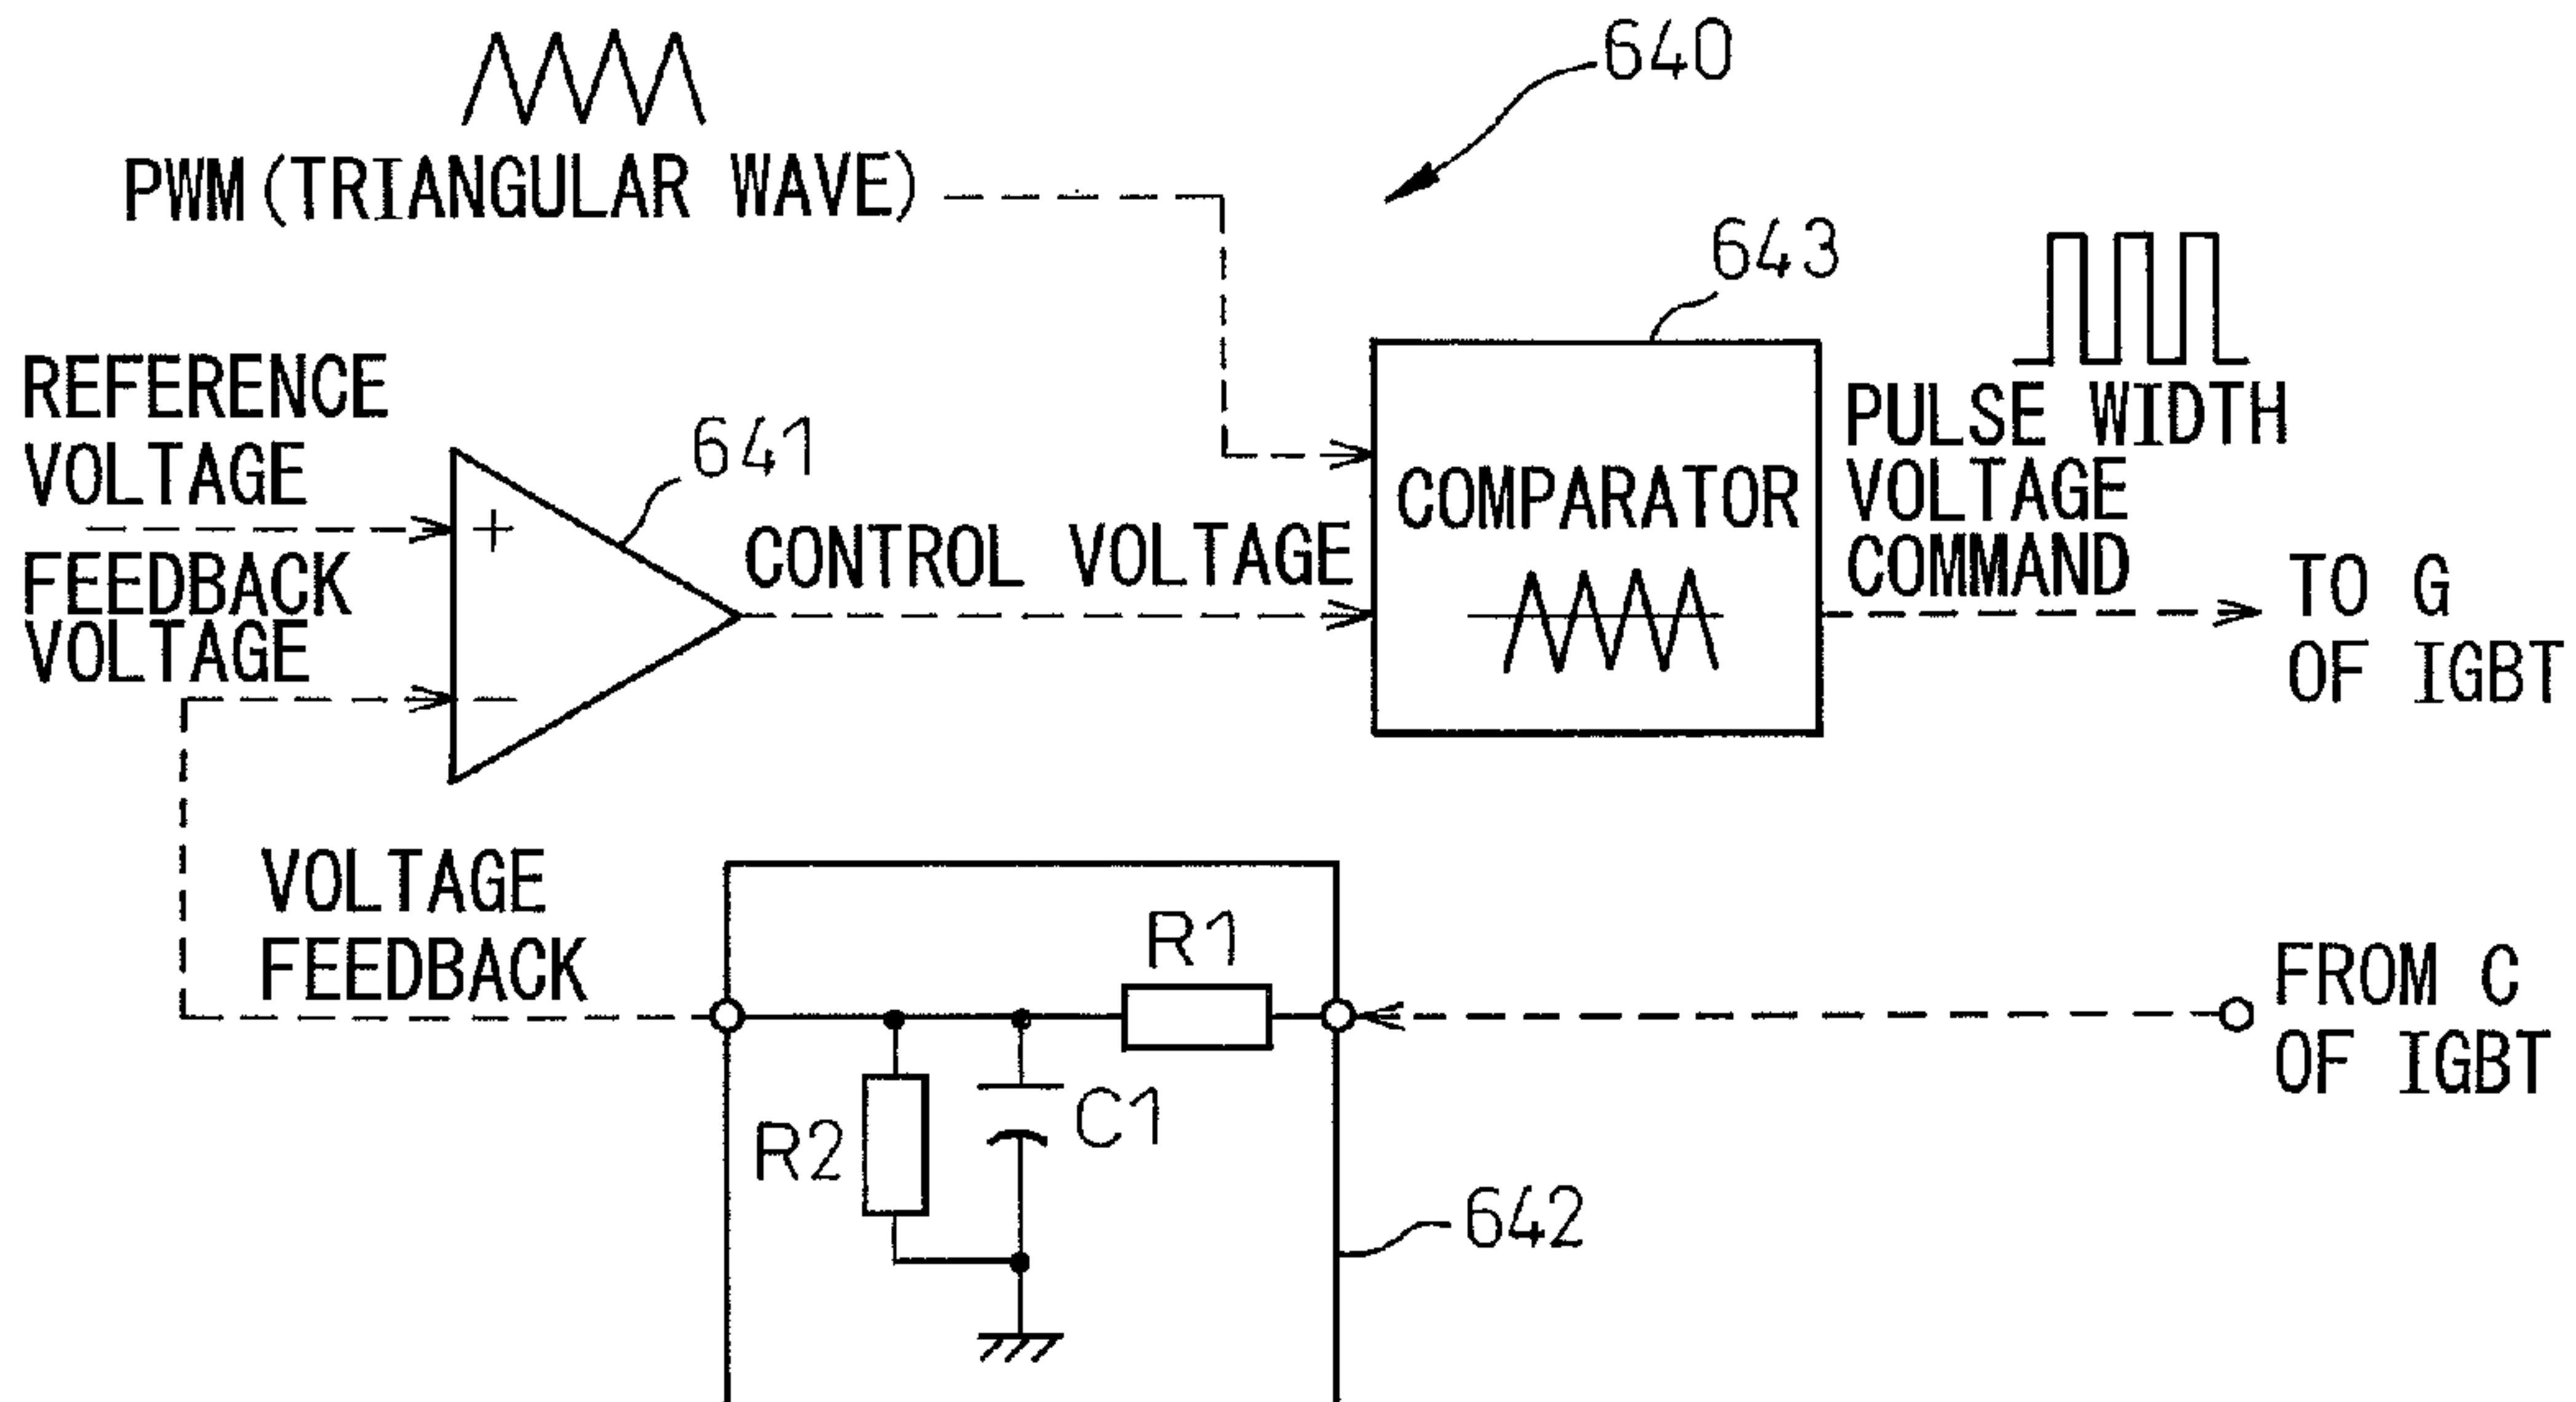 640
PWM(TRIANGULAR WAVE)
643
REFERENCE
VOLTAGE
641
+
FEEDBACK
VOLTAGE
−
CONTROL VOLTAGE
COMPARATOR
PULSE WIDTH
VOLTAGE
COMMAND
TO G
OF IGBT
VOLTAGE
FEEDBACK
R1
R2
C1
642
FROM C
OF IGBT